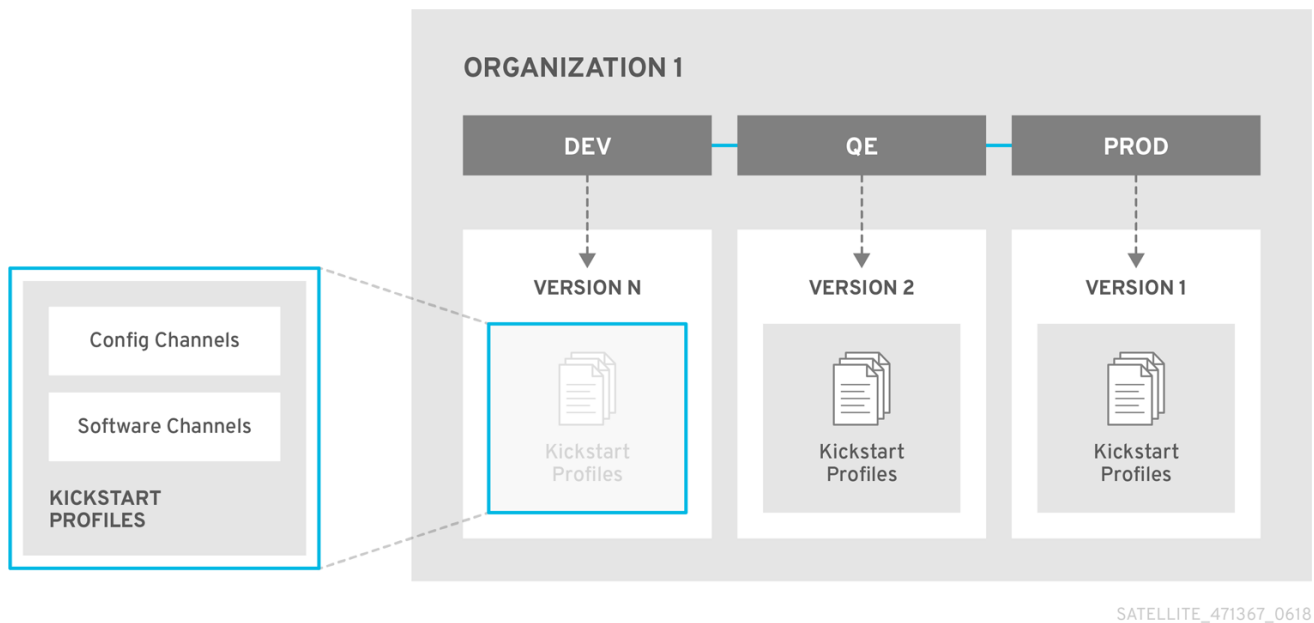 ORGANIZATION 1
DEV
QE
PROD
VERSION N
VERSION 2
VERSION 1
Config Channels
Software Channels
KICKSTART
PROFILES
Kickstart
Profiles
Kickstart
Profiles
Kickstart
Profiles
SATELLITE_471367_0618